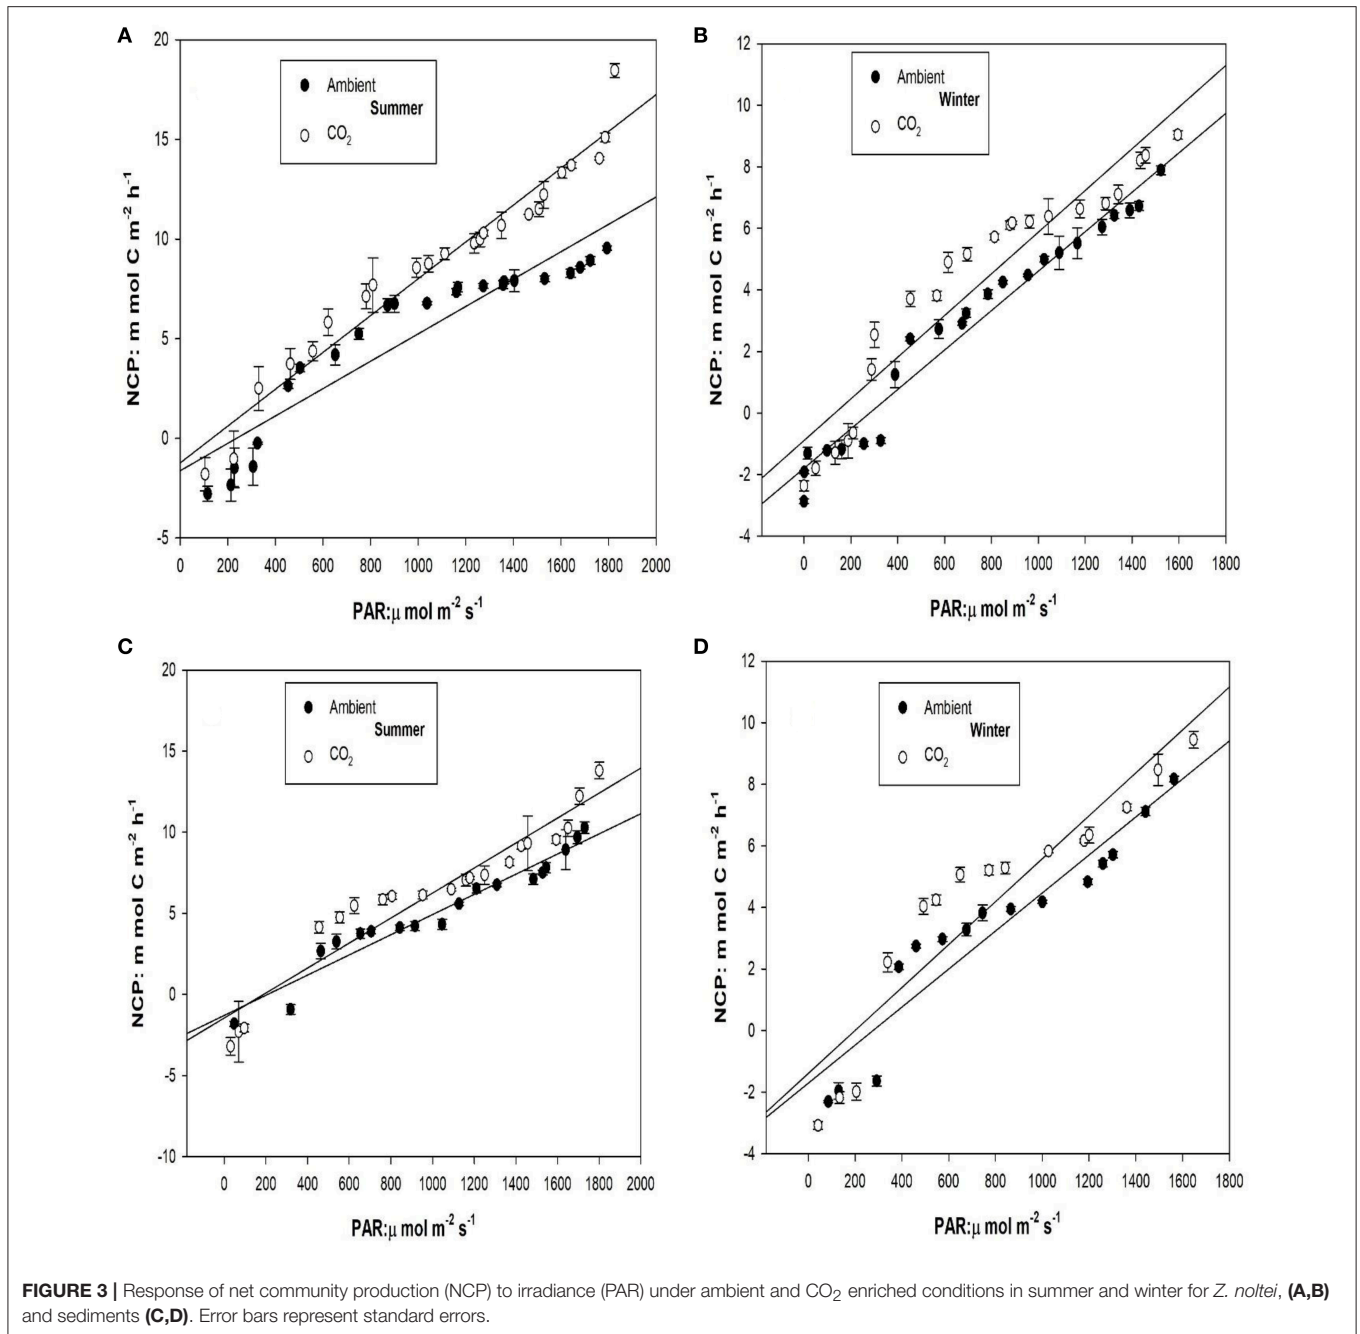 A
20
15
10
5
0
-5
NCP: m mol C m⁻² h⁻¹
Ambient
Summer
CO₂
0 200 400 600 800 1000 1200 1400 1600 1800 2000
PAR:μ mol m⁻² s⁻¹
B
12
10
8
6
4
2
0
-2
-4
NCP: m mol C m⁻² h⁻¹
Ambient
Winter
CO₂
0 200 400 600 800 1000 1200 1400 1600 1800
PAR:μ mol m⁻² s⁻¹
C
20
15
10
5
0
-5
-10
NCP: m mol C m⁻² h⁻¹
Ambient
Summer
CO₂
0 200 400 600 800 1000 1200 1400 1600 1800 2000
PAR:μ mol m⁻² s⁻¹
D
12
10
8
6
4
2
0
-2
-4
NCP: m mol C m⁻² h⁻¹
Ambient
Winter
CO₂
0 200 400 600 800 1000 1200 1400 1600 1800
PAR:μ mol m⁻² s⁻¹
FIGURE 3 | Response of net community production (NCP) to irradiance (PAR) under ambient and CO₂ enriched conditions in summer and winter for Z. noltei, (A,B)
and sediments (C,D). Error bars represent standard errors.